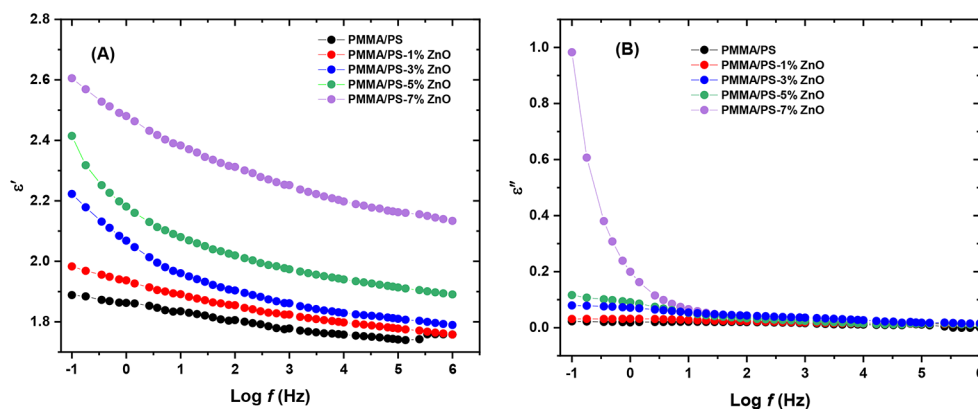 (A)
PMMA/PS
PMMA/PS-1% ZnO
PMMA/PS-3% ZnO
PMMA/PS-5% ZnO
PMMA/PS-7% ZnO
2.8
2.6
2.4
2.2
2.0
1.8
ε′
-1 0 1 2 3 4 5 6
Log f (Hz)
(B)
PMMA/PS
PMMA/PS-1% ZnO
PMMA/PS-3% ZnO
PMMA/PS-5% ZnO
PMMA/PS-7% ZnO
1.0
0.8
0.6
0.4
0.2
0.0
ε″
-1 0 1 2 3 4 5 6
Log f (Hz)